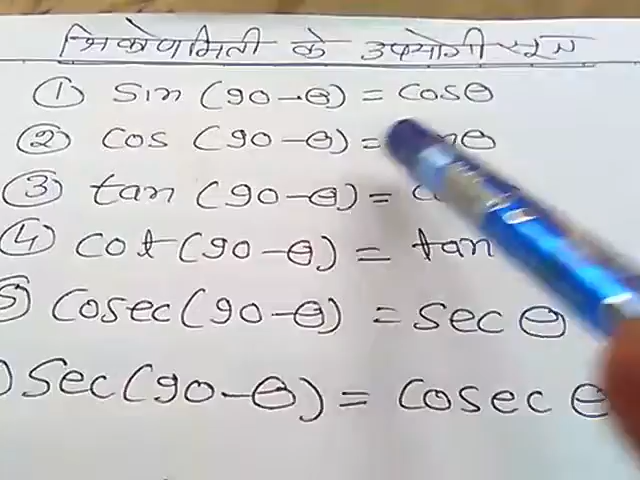 त्रिकोणमिती के उपयोगी सूत्र
① sin (90-θ) = cosθ
② cos (90-θ) =
③ tan (90-θ) =
④ cot (90-θ) = tan
cosec (90-θ) = sec θ
sec (90-θ) = cosec θ